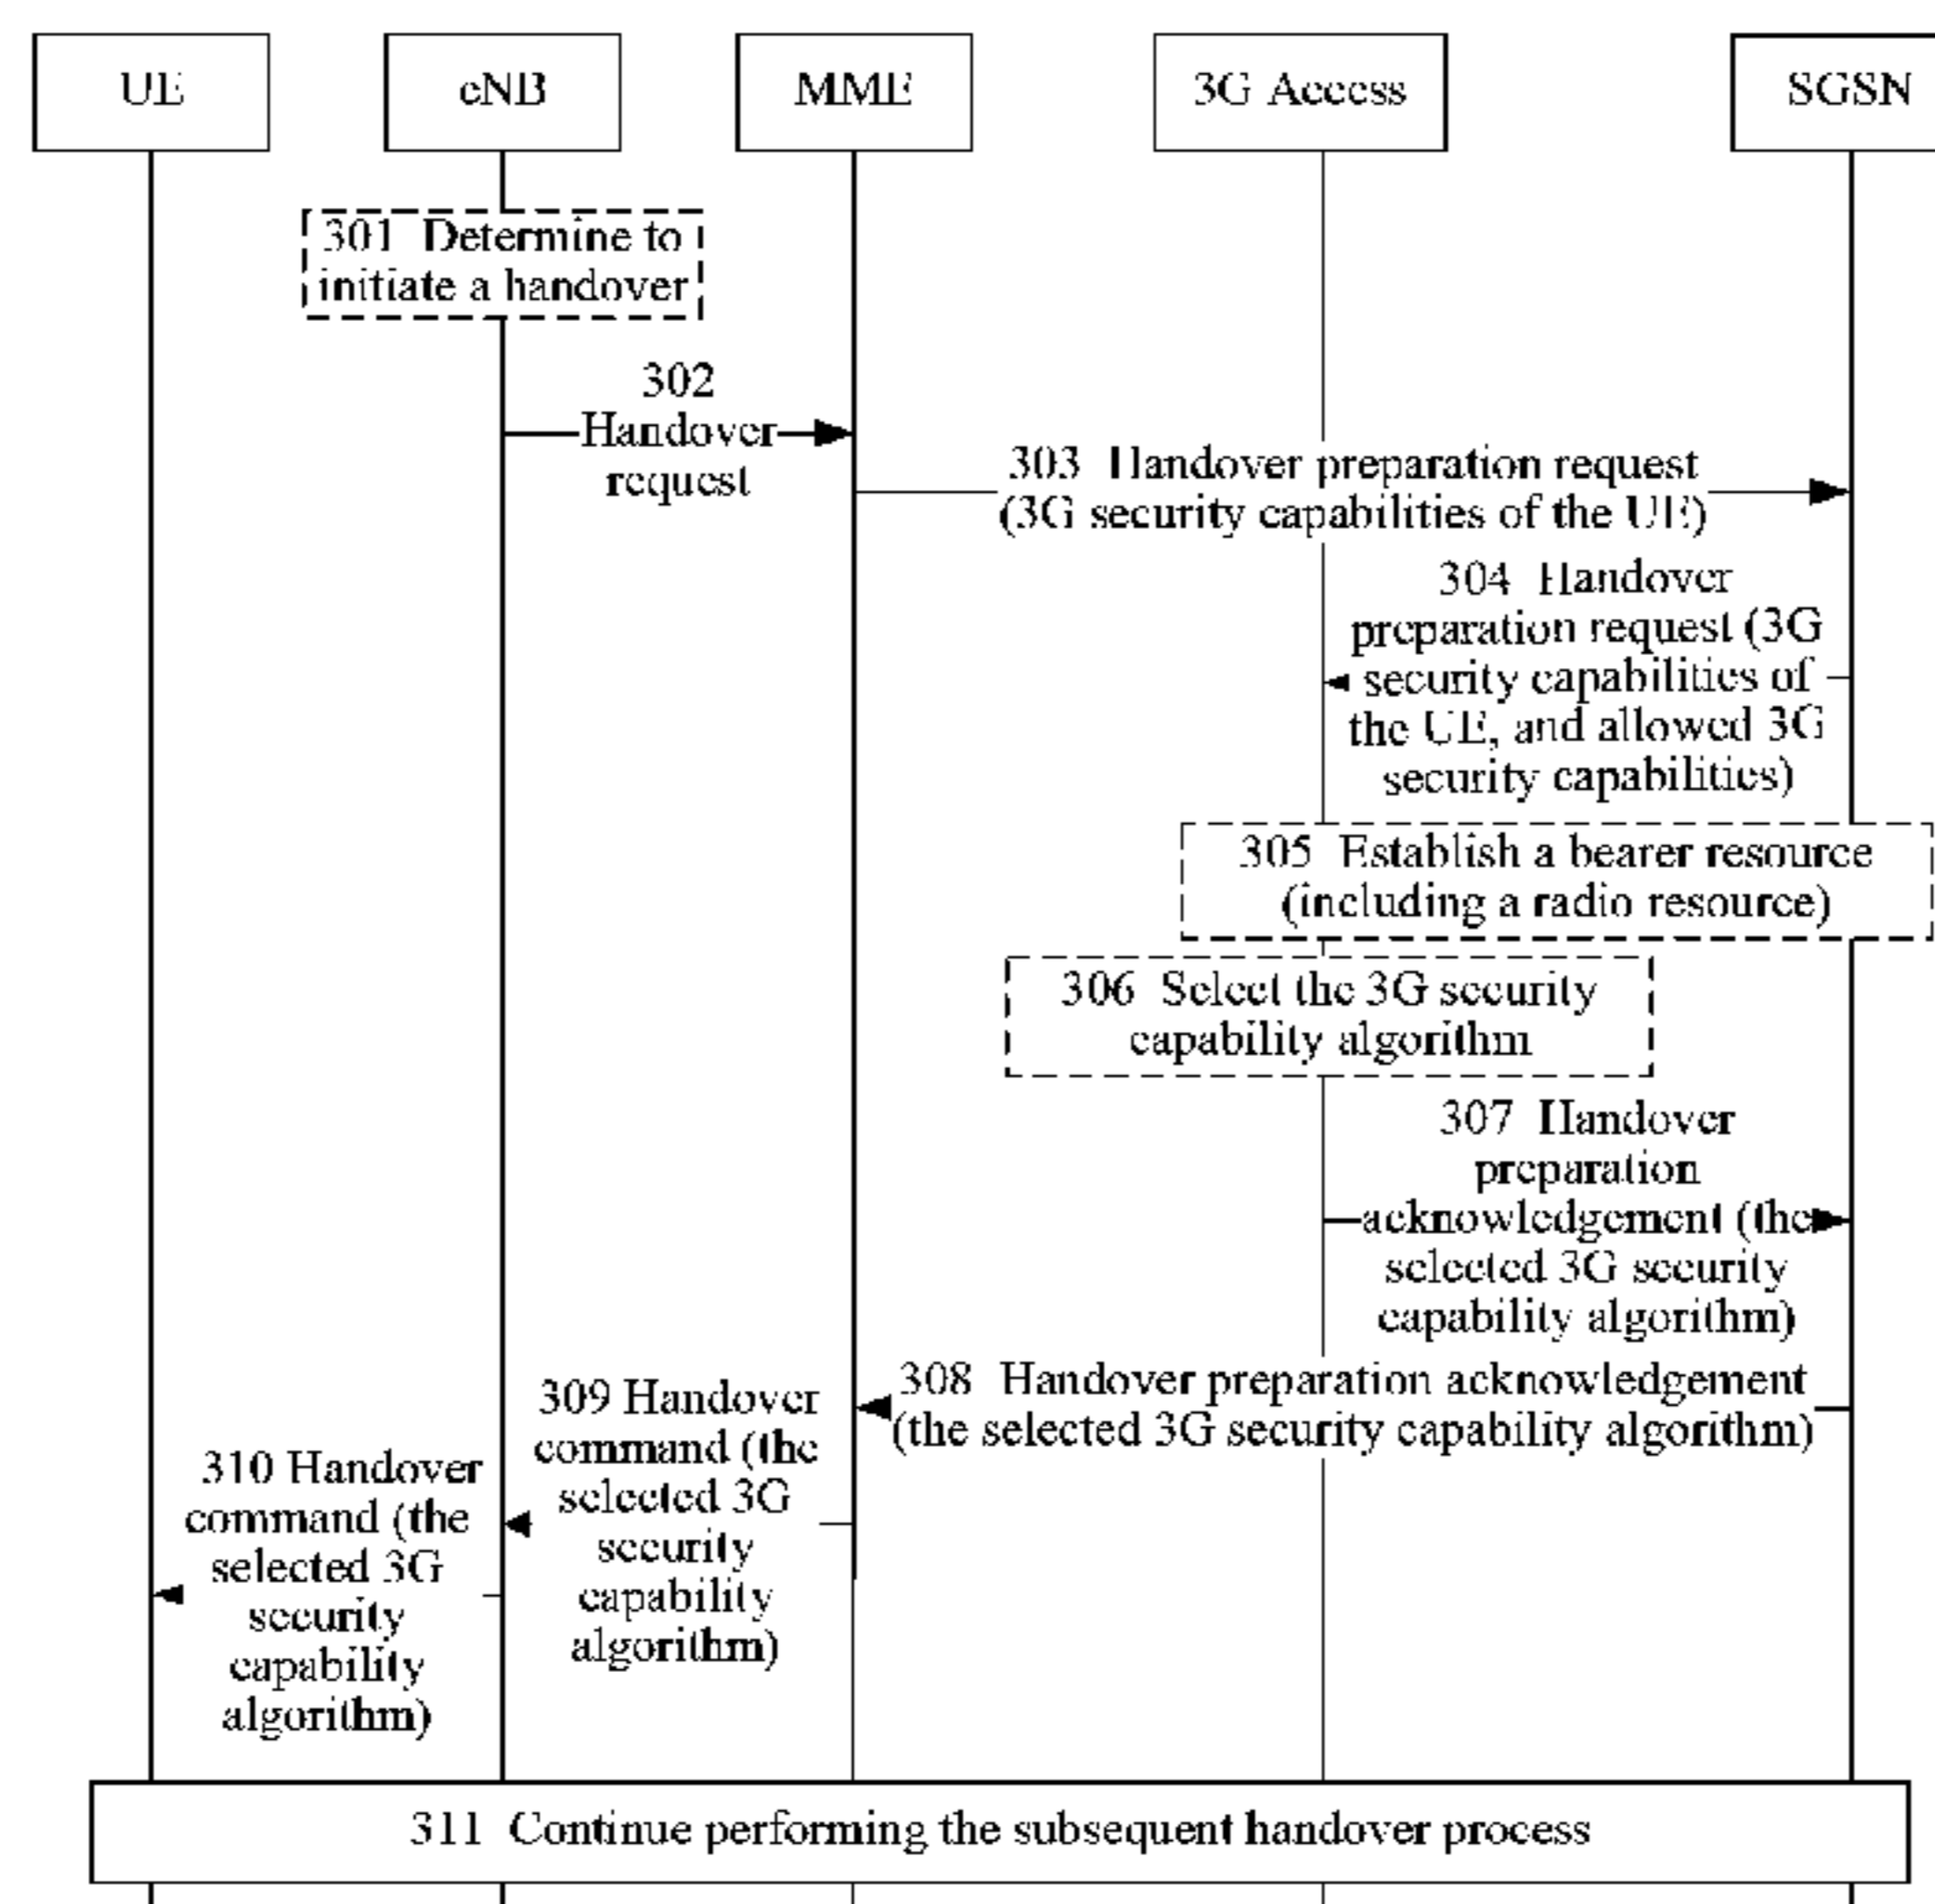 UE
eNB
MME
3G Access
SGSN
301 Determine to
initiate a handover
302
Handover
request
303 Handover preparation request
(3G security capabilities of the UE)
304 Handover
preparation request (3G
security capabilities of
the UE, and allowed 3G
security capabilities)
305 Establish a bearer resource
(including a radio resource)
306 Select the 3G security
capability algorithm
307 Handover
preparation
acknowledgement (the
selected 3G security
capability algorithm)
308 Handover preparation acknowledgement
(the selected 3G security capability algorithm)
309 Handover
command (the
selected 3G
security
capability
algorithm)
310 Handover
command (the
selected 3G
security
capability
algorithm)
311 Continue performing the subsequent handover process